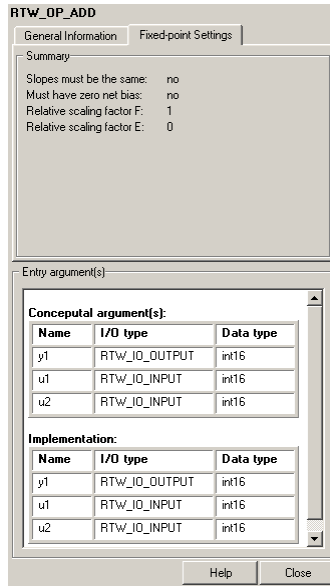 RTW_OP_ADD
General Information Fixed-point Settings
Summary
Slopes must be the same: no
Must have zero net bias: no
Relative scaling factor F: 1
Relative scaling factor E: 0
Entry argument(s)
Conceputal argument(s):
Name I/O type Data type
y1 RTW_IO_OUTPUT int16
u1 RTW_IO_INPUT int16
u2 RTW_IO_INPUT int16
Implementation:
Name I/O type Data type
y1 RTW_IO_OUTPUT int16
u1 RTW_IO_INPUT int16
u2 RTW_IO_INPUT int16
Help Close